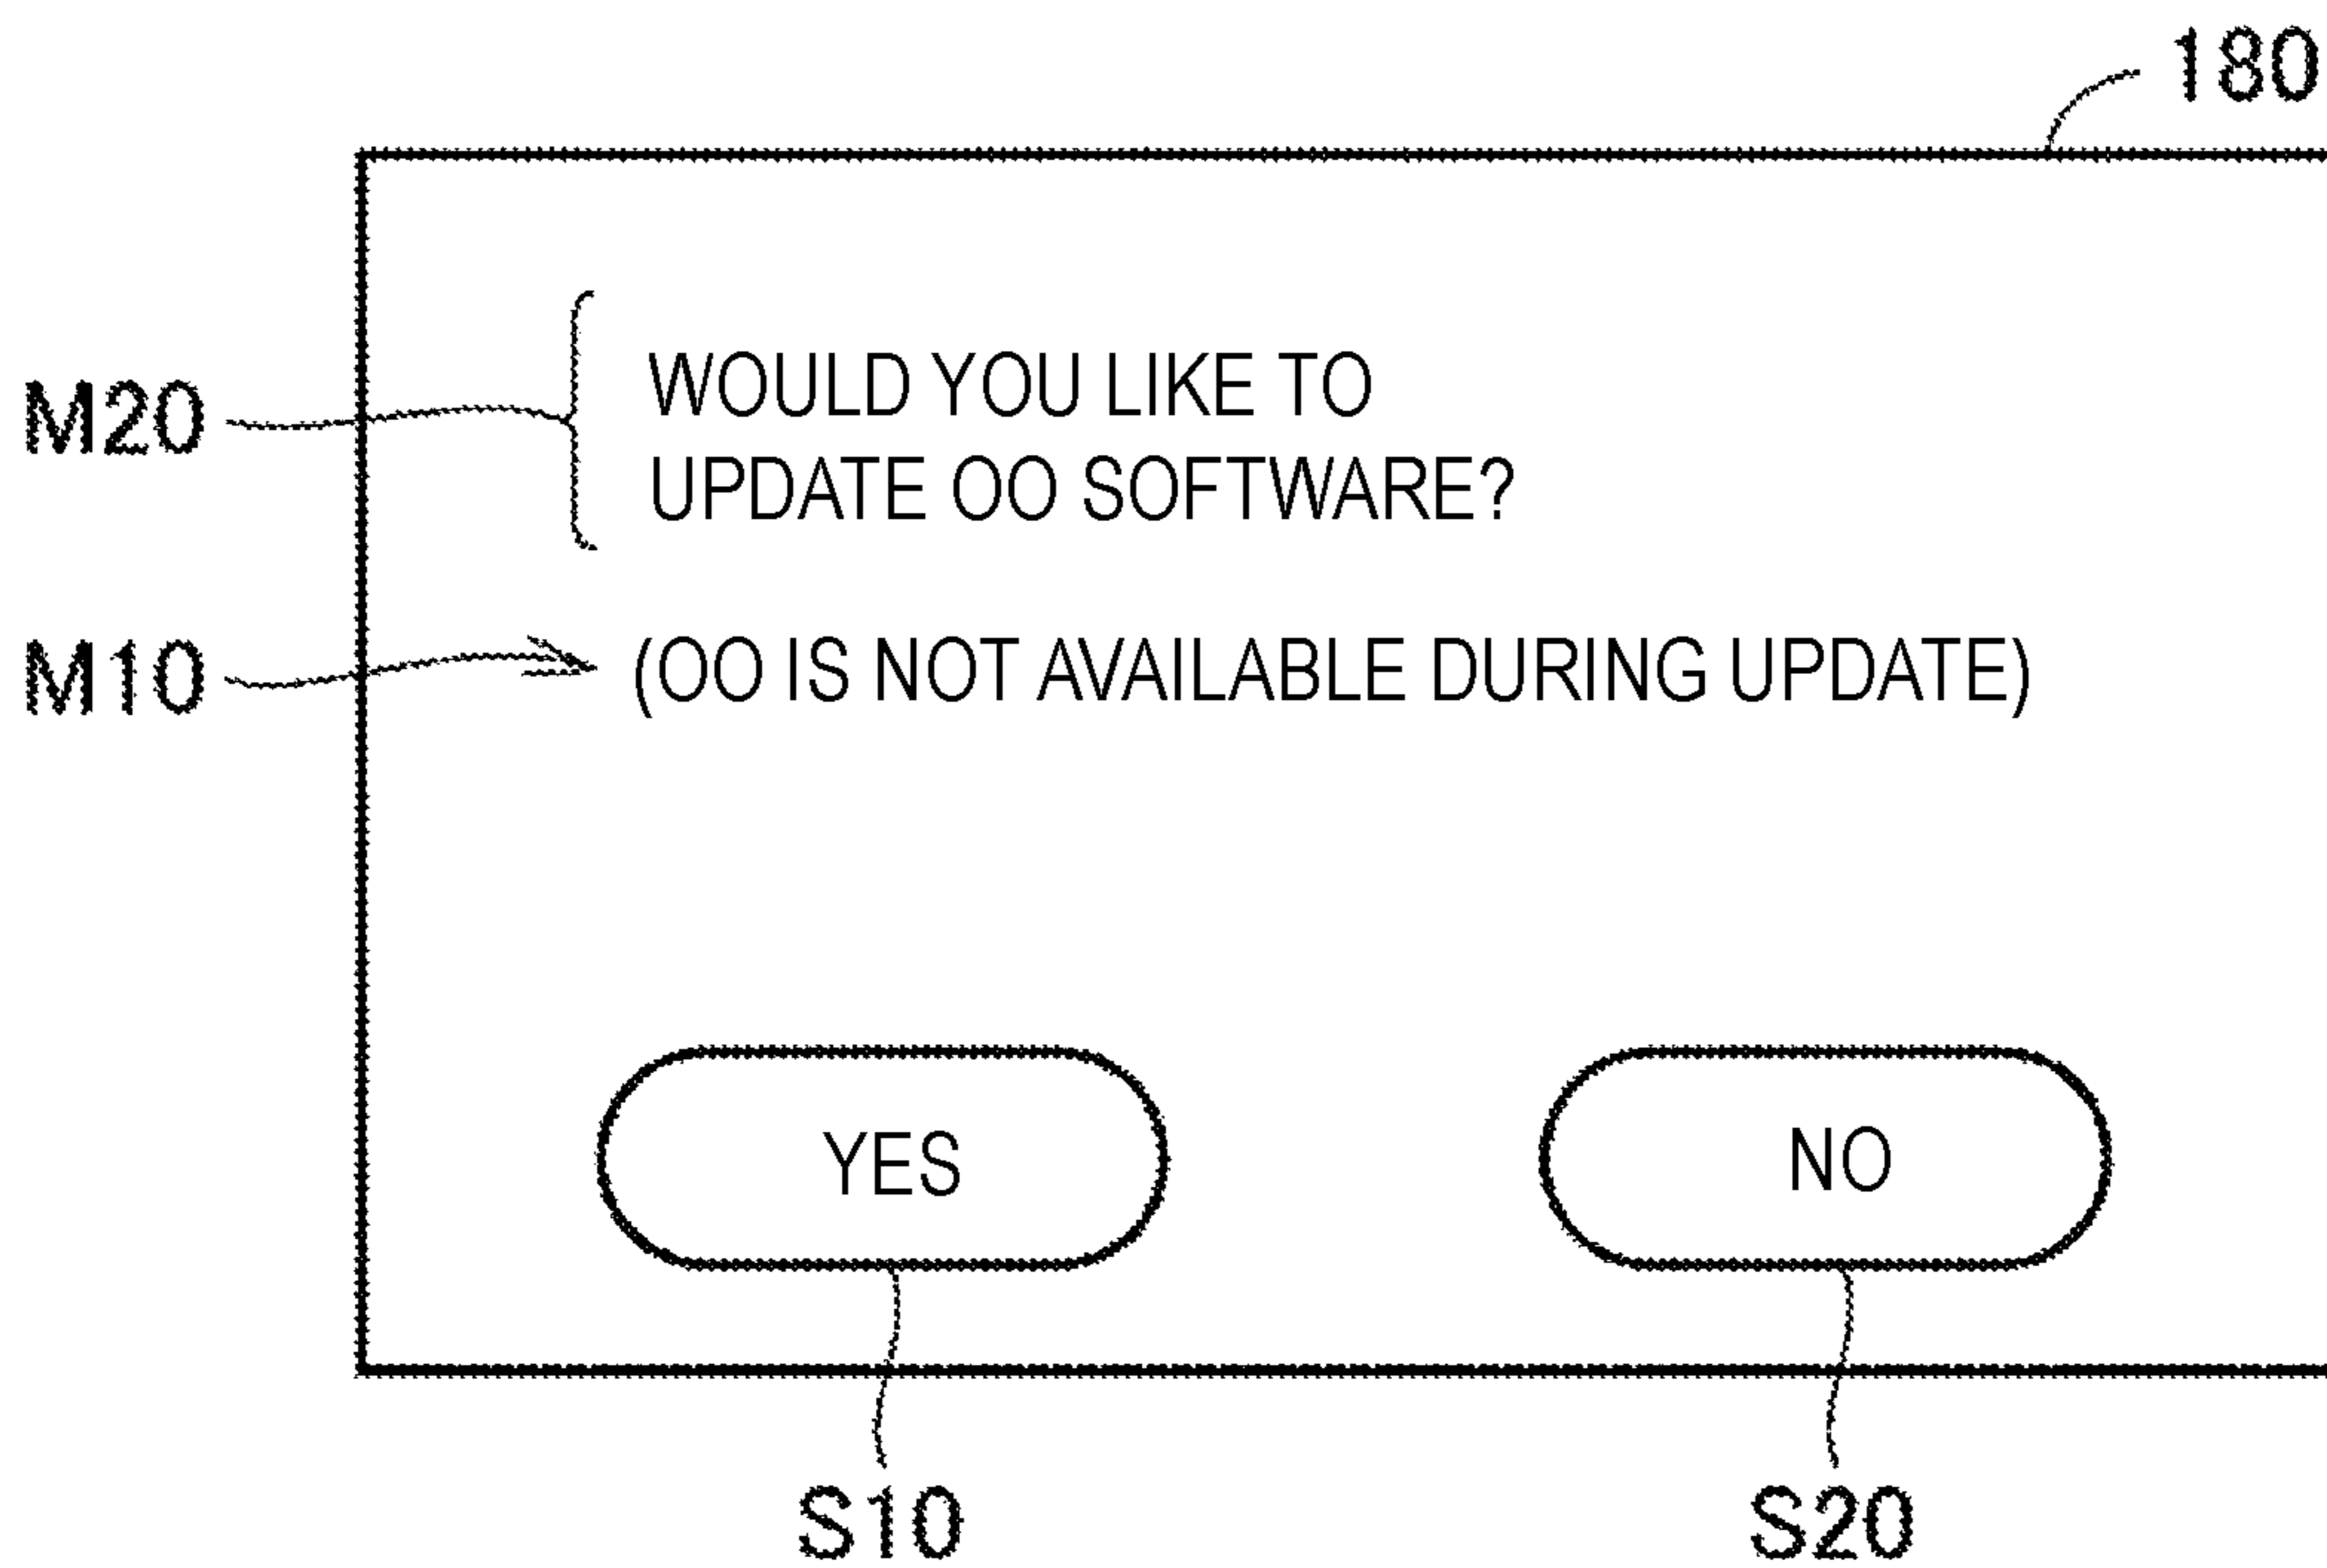 180
M20
WOULD YOU LIKE TO
UPDATE OO SOFTWARE?
M10
(OO IS NOT AVAILABLE DURING UPDATE)
YES
NO
S10
S20